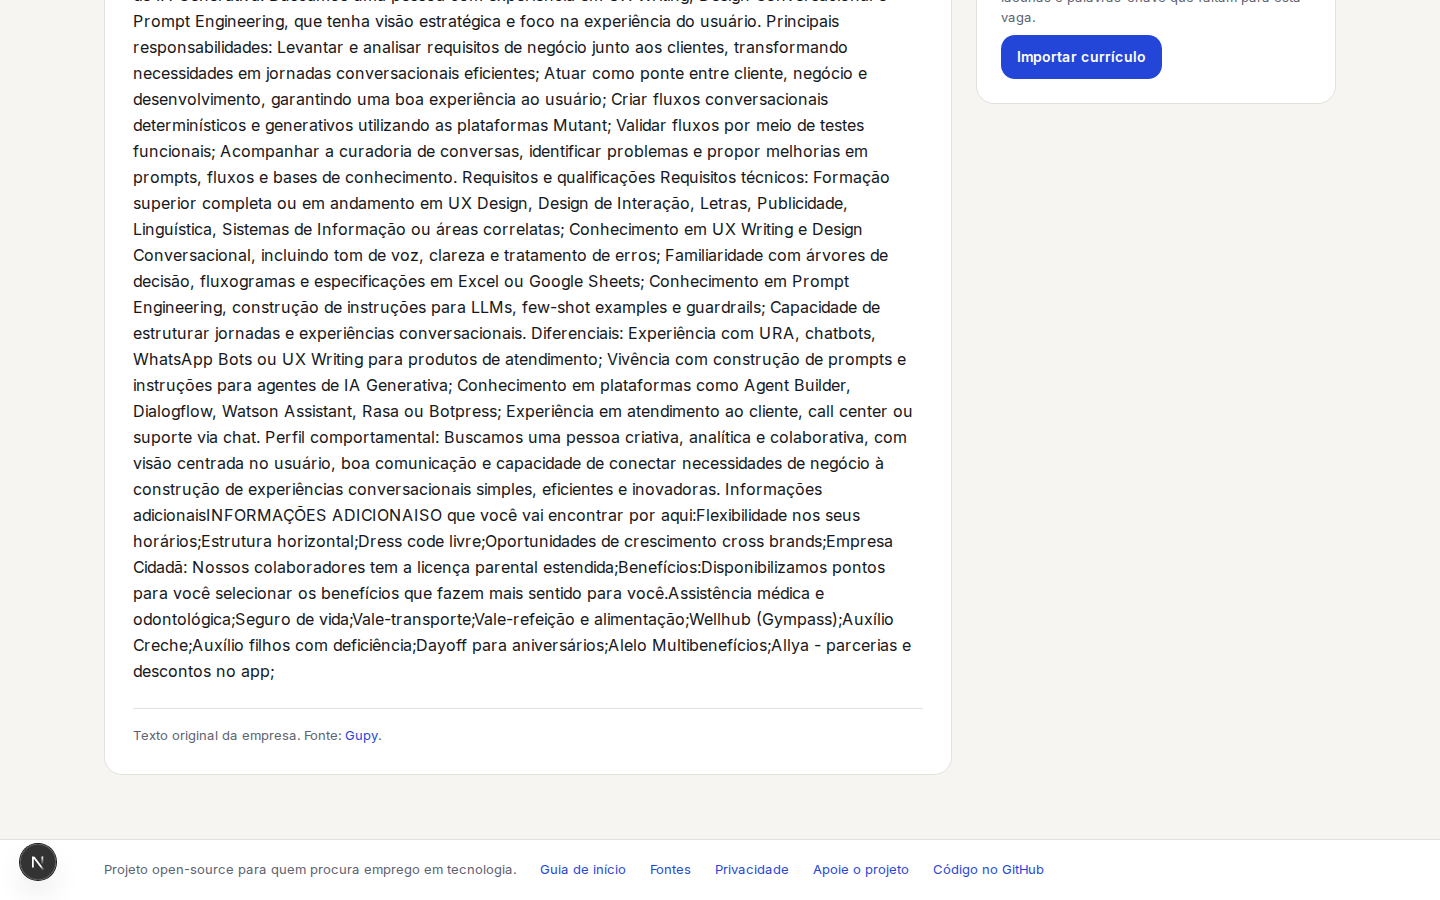 Prompt Engineering, que tenha visão estratégica e foco na experiência do usuário. Principais
responsabilidades: Levantar e analisar requisitos de negócio junto aos clientes, transformando
necessidades em jornadas conversacionais eficientes; Atuar como ponte entre cliente, negócio e
desenvolvimento, garantindo uma boa experiência ao usuário; Criar fluxos conversacionais
determinísticos e generativos utilizando as plataformas Mutant; Validar fluxos por meio de testes
funcionais; Acompanhar a curadoria de conversas, identificar problemas e propor melhorias em
prompts, fluxos e bases de conhecimento. Requisitos e qualificações Requisitos técnicos: Formação
superior completa ou em andamento em UX Design, Design de Interação, Letras, Publicidade,
Linguística, Sistemas de Informação ou áreas correlatas; Conhecimento em UX Writing e Design
Conversacional, incluindo tom de voz, clareza e tratamento de erros; Familiaridade com árvores de
decisão, fluxogramas e especificações em Excel ou Google Sheets; Conhecimento em Prompt
Engineering, construção de instruções para LLMs, few-shot examples e guardrails; Capacidade de
estruturar jornadas e experiências conversacionais. Diferenciais: Experiência com URA, chatbots,
WhatsApp Bots ou UX Writing para produtos de atendimento; Vivência com construção de prompts e
instruções para agentes de IA Generativa; Conhecimento em plataformas como Agent Builder,
Dialogflow, Watson Assistant, Rasa ou Botpress; Experiência em atendimento ao cliente, call center ou
suporte via chat. Perfil comportamental: Buscamos uma pessoa criativa, analítica e colaborativa, com
visão centrada no usuário, boa comunicação e capacidade de conectar necessidades de negócio à
construção de experiências conversacionais simples, eficientes e inovadoras. Informações
adicionaisINFORMAÇÕES ADICIONAISO que você vai encontrar por aqui:Flexibilidade nos seus
horários;Estrutura horizontal;Dress code livre;Oportunidades de crescimento cross brands;Empresa
Cidadã: Nossos colaboradores tem a licença parental estendida;Benefícios:Disponibilizamos pontos
para você selecionar os benefícios que fazem mais sentido para você.Assistência médica e
odontológica;Seguro de vida;Vale-transporte;Vale-refeição e alimentação;Wellhub (Gympass);Auxílio
Creche;Auxílio filhos com deficiência;Dayoff para aniversários;Alelo Multibenefícios;Allya - parcerias e
descontos no app;
Texto original da empresa. Fonte: Gupy.
vaga.
Importar currículo
N
Projeto open-source para quem procura emprego em tecnologia. Guia de início Fontes Privacidade Apoie o projeto Código no GitHub